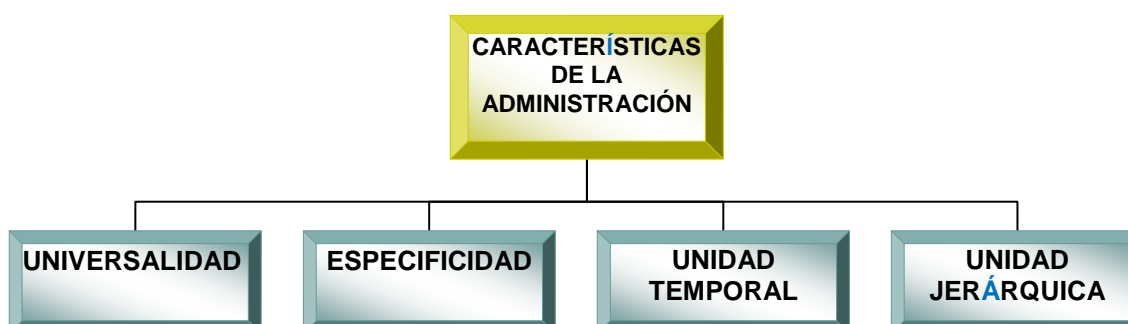 CARACTERÍSTICAS
DE LA
ADMINISTRACIÓN
UNIVERSALIDAD
ESPECIFICIDAD
UNIDAD
TEMPORAL
UNIDAD
JERÁRQUICA